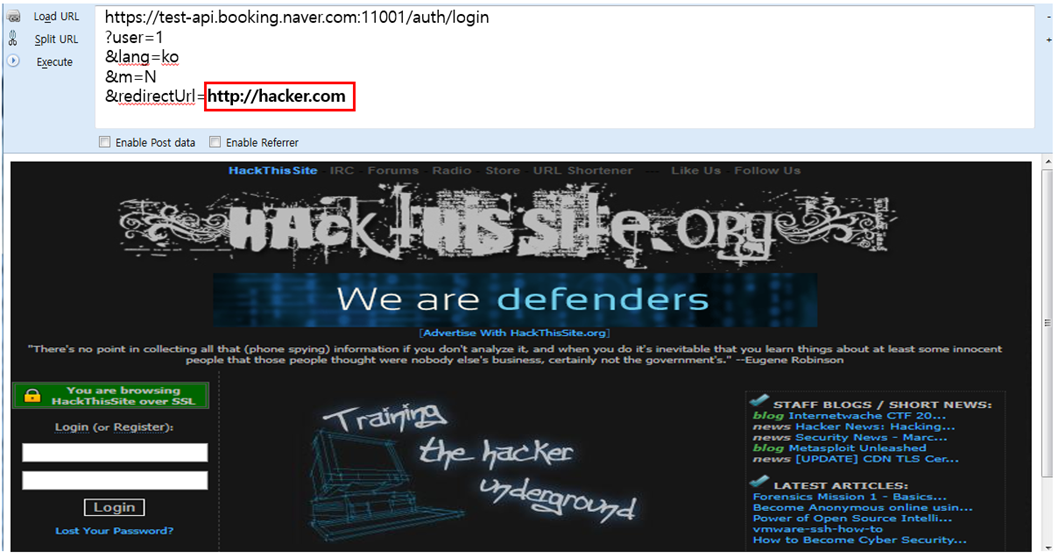 Load URL
Split URL
Execute
https://test-api.booking.naver.com:11001/auth/login
?user=1
&lang=ko
&m=N
&redirectUrl=http://hacker.com
Enable Post data Enable Referrer
HackThisSite - IRC - Forums - Radio - Store - URL Shortener --- Like Us - Follow Us
HackThisSite.org
We are defenders
[Advertise With HackThisSite.org]
"There's no point in collecting all that (phone spying) information if you don't analyze it, and when you do it's inevitable that you learn things about at least some innocent
people that those people thought were nobody else's business, certainly not the government's." --Eugene Robinson
You are browsing
HackThisSite over SSL
Login (or Register):
Login
Lost Your Password?
Training
the hacker
underground
STAFF BLOGS / SHORT NEWS:
blog Internetwache CTF 20...
news Hacker News: Hacking...
news Security News - Marc...
blog Metasploit Unleashed
news [UPDATE] CDN TLS Cer...
LATEST ARTICLES:
Forensics Mission 1 - Basics...
Become Anonymous online usin...
Power of Open Source Intelli...
vmware-ssh-how-to
How to Become Cyber Security...